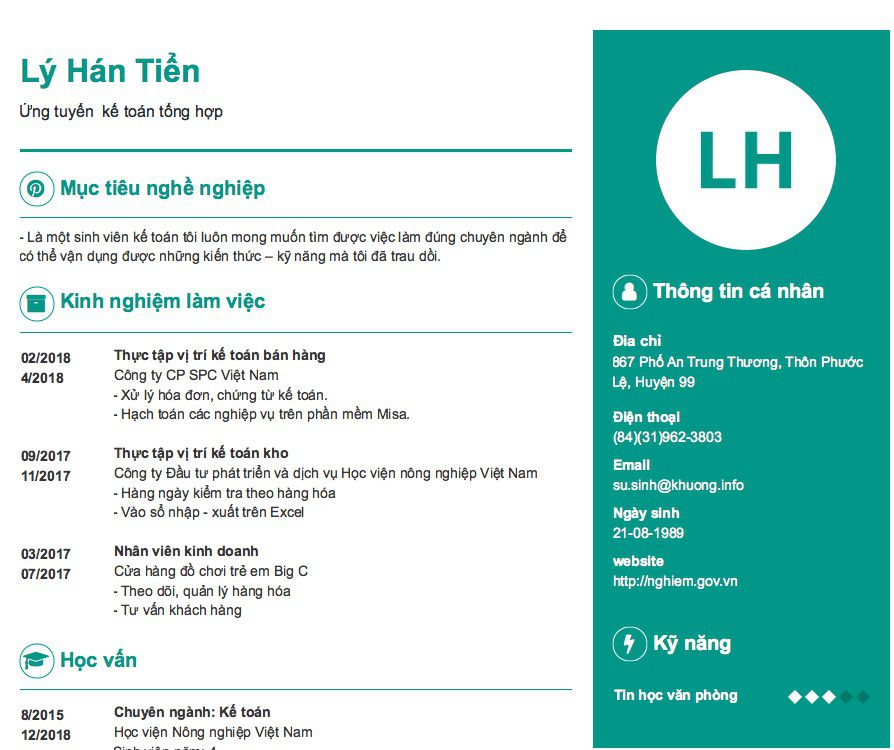 Lý Hán Tiển
Ứng tuyển  kế toán tổng hợp
Mục tiêu nghề nghiệp
- Là một sinh viên kế toán tôi luôn mong muốn tìm được việc làm đúng chuyên ngành để
có thể vận dụng được những kiến thức – kỹ năng mà tôi đã trau dồi.
Kinh nghiệm làm việc
02/2018
4/2018
Thực tập vị trí kế toán bán hàng
Công ty CP SPC Việt Nam
- Xử lý hóa đơn, chứng từ kế toán.
- Hạch toán các nghiệp vụ trên phần mềm Misa.
09/2017
11/2017
Thực tập vị trí kế toán kho
Công ty Đầu tư phát triển và dịch vụ Học viện nông nghiệp Việt Nam
- Hàng ngày kiểm tra theo hàng hóa
- Vào sổ nhập - xuất trên Excel
03/2017
07/2017
Nhân viên kinh doanh
Cửa hàng đồ chơi trẻ em Big C
- Theo dõi, quản lý hàng hóa
- Tư vấn khách hàng
Học vấn
8/2015
12/2018
Chuyên ngành: Kế toán
Học viện Nông nghiệp Việt Nam
Sinh viên năm: 4
LH
Thông tin cá nhân
Địa chỉ
867 Phố An Trung Thương, Thôn Phước
Lệ, Huyện 99
Điện thoại
(84)(31)962-3803
Email
su.sinh@khuong.info
Ngày sinh
21-08-1989
website
http://nghiem.gov.vn
Kỹ năng
Tin học văn phòng